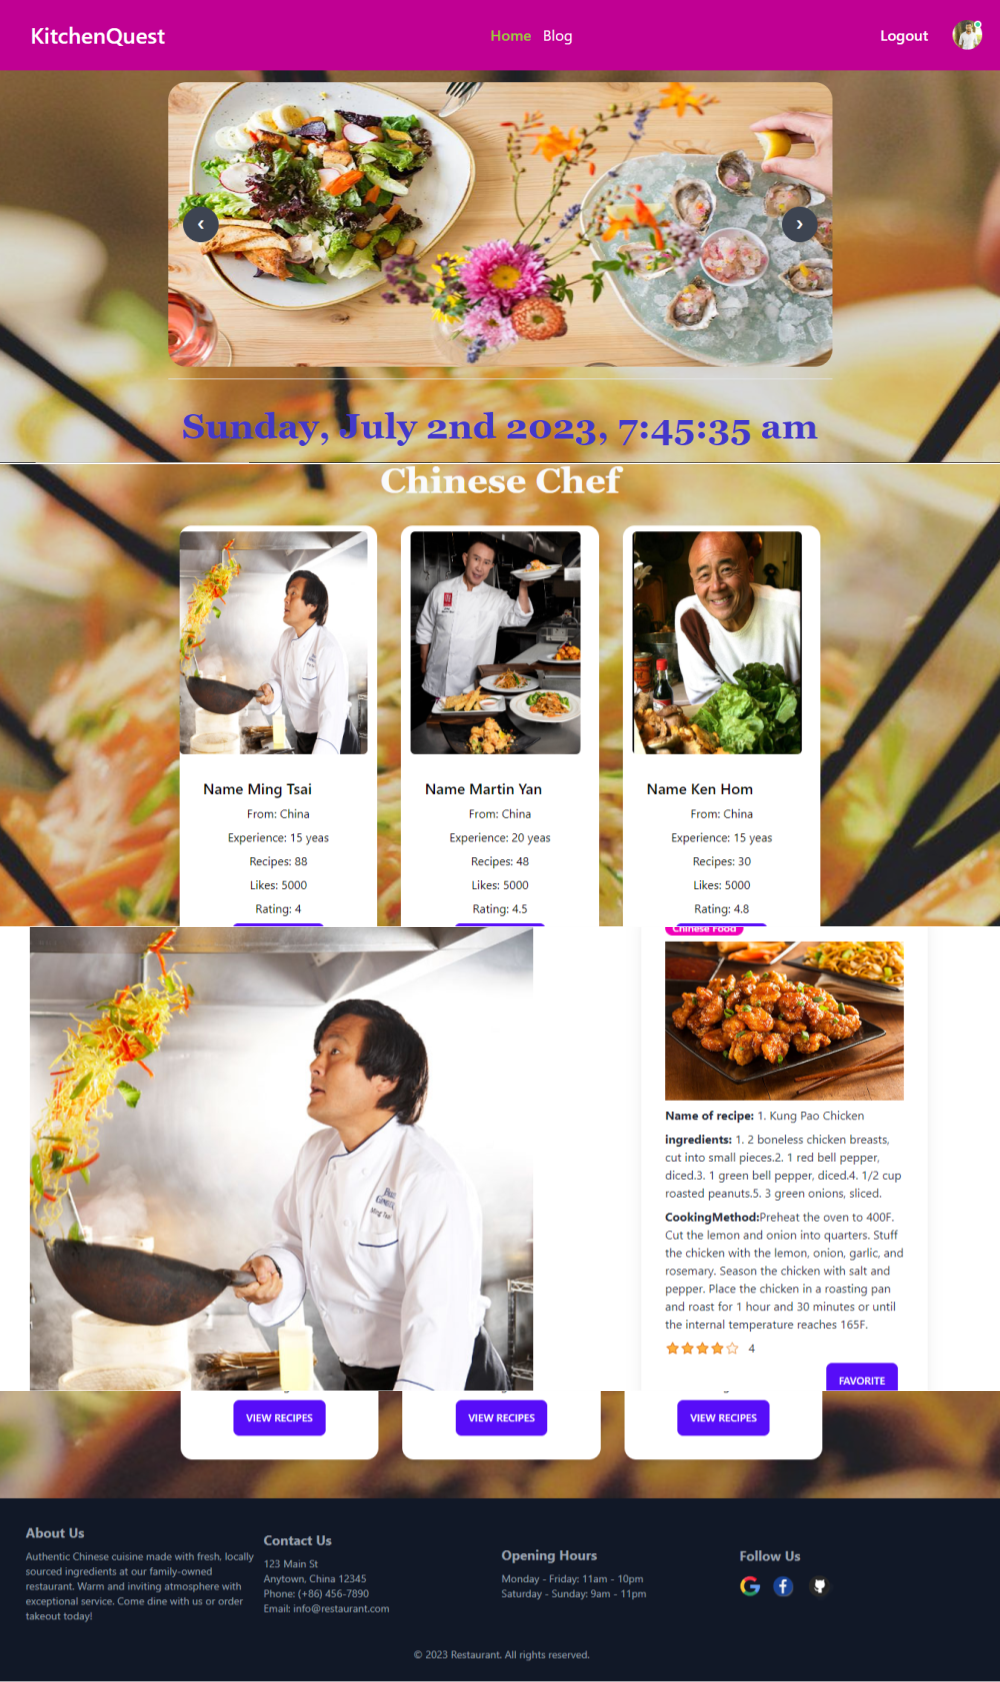 KitchenQuest
Home Blog
Logout
‹ ›
Sunday, July 2nd 2023, 7:45:35 am
Chinese Chef
Name Ming Tsai
From: China
Experience: 15 yeas
Recipes: 88
Likes: 5000
Rating: 4
Name Martin Yan
From: China
Experience: 20 yeas
Recipes: 48
Likes: 5000
Rating: 4.5
Name Ken Hom
From: China
Experience: 15 yeas
Recipes: 30
Likes: 5000
Rating: 4.8
Ming Tsai
Chinese Food
Name of recipe: 1. Kung Pao Chicken
ingredients: 1. 2 boneless chicken breasts,
cut into small pieces.2. 1 red bell pepper,
diced.3. 1 green bell pepper, diced.4. 1/2 cup
roasted peanuts.5. 3 green onions, sliced.
CookingMethod:Preheat the oven to 400F.
Cut the lemon and onion into quarters. Stuff
the chicken with the lemon, onion, garlic, and
rosemary. Season the chicken with salt and
pepper. Place the chicken in a roasting pan
and roast for 1 hour and 30 minutes or until
the internal temperature reaches 165F.
4
FAVORITE
VIEW RECIPES
VIEW RECIPES
VIEW RECIPES
About Us
Authentic Chinese cuisine made with fresh, locally
sourced ingredients at our family-owned
restaurant. Warm and inviting atmosphere with
exceptional service. Come dine with us or order
takeout today!
Contact Us
123 Main St
Anytown, China 12345
Phone: (+86) 456-7890
Email: info@restaurant.com
Opening Hours
Monday - Friday: 11am - 10pm
Saturday - Sunday: 9am - 11pm
Follow Us
© 2023 Restaurant. All rights reserved.